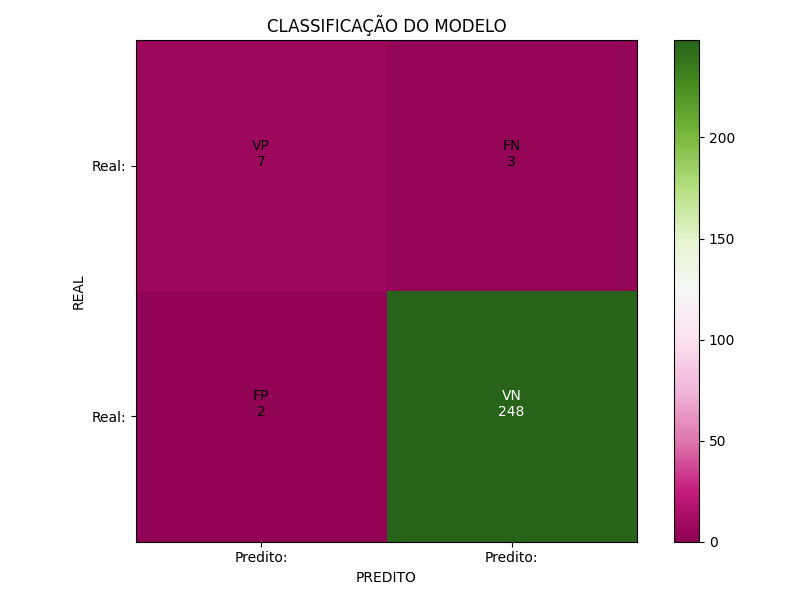 CLASSIFICAÇÃO DO MODELO
VP
7
FN
3
Real:
REAL
FP
2
VN
248
Real:
Predito:
Predito:
PREDITO
200
150
100
50
0